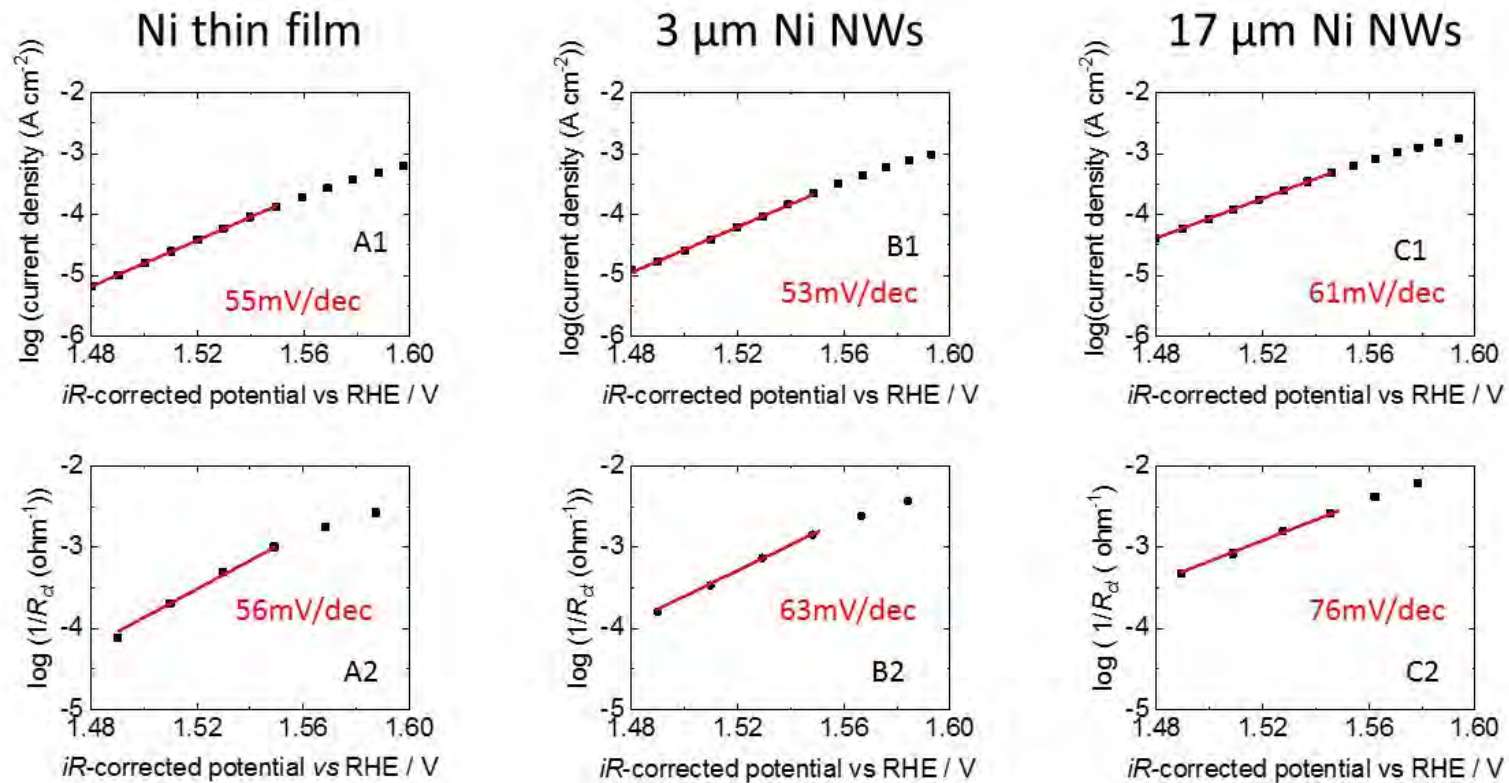 Ni thin film
3 µm Ni NWs
17 µm Ni NWs
log (current density (A cm⁻²))
-2
-3
-4
-5
-6
A1
55mV/dec
1.48 1.52 1.56 1.60
iR-corrected potential vs RHE / V
log(current density (A cm⁻²))
-2
-3
-4
-5
-6
B1
53mV/dec
1.48 1.52 1.56 1.60
iR-corrected potential vs RHE / V
log(current density (A cm⁻²))
-2
-3
-4
-5
-6
C1
61mV/dec
1.48 1.52 1.56 1.60
iR-corrected potential vs RHE / V
log (1/Rct (ohm⁻¹))
-2
-3
-4
-5
56mV/dec
A2
1.48 1.52 1.56 1.60
iR-corrected potential vs RHE / V
log (1/Rct (ohm⁻¹))
-2
-3
-4
-5
63mV/dec
B2
1.48 1.52 1.56 1.60
iR-corrected potential vs RHE / V
log ( 1/Rct ( ohm⁻¹)
-2
-3
-4
-5
76mV/dec
C2
1.48 1.52 1.56 1.60
iR-corrected potential vs RHE / V